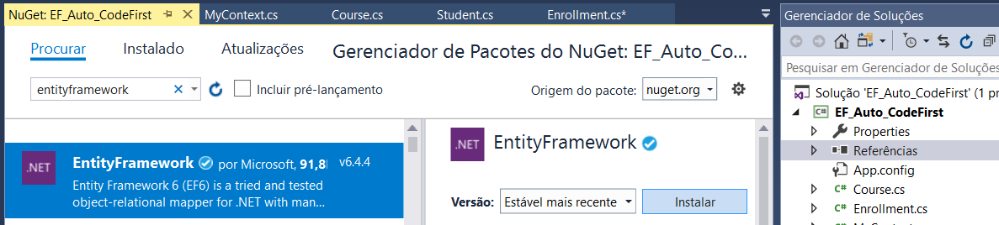 NuGet: EF_Auto_CodeFirst
MyContext.cs
Course.cs
Student.cs
Enrollment.cs*
Procurar
Instalado
Atualizações
Gerenciador de Pacotes do NuGet: EF_Auto_Co...
entityframework
Incluir pré-lançamento
Origem do pacote: nuget.org
.NET
EntityFramework por Microsoft, 91,8
v6.4.4
Entity Framework 6 (EF6) is a tried and tested
object-relational mapper for .NET with man...
.NET
EntityFramework
Versão: Estável mais recente
Instalar
Gerenciador de Soluções
Pesquisar em Gerenciador de Soluções
Solução 'EF_Auto_CodeFirst' (1 pr
C# EF_Auto_CodeFirst
Properties
Referências
App.config
C# Course.cs
C# Enrollment.cs